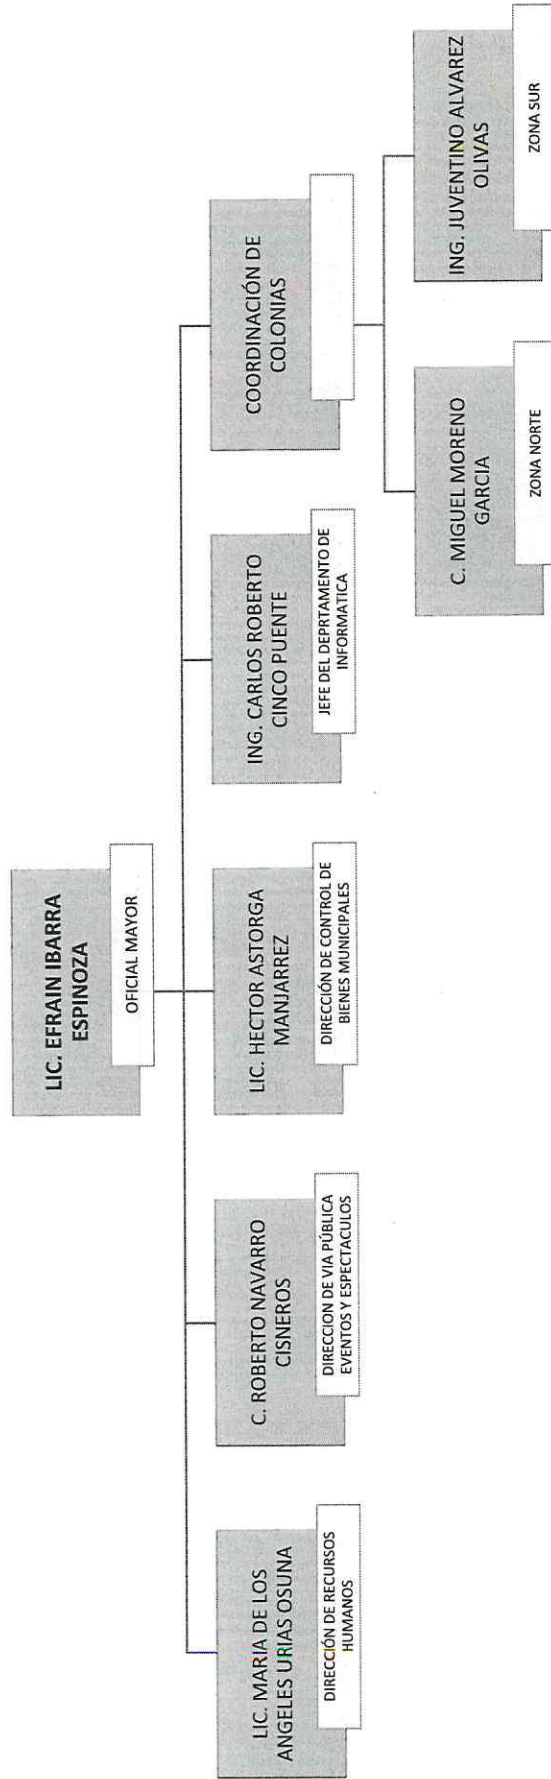 LIC. EFRAIN IBARRA
ESPINOZA
OFICIAL MAYOR
LIC. MARIA DE LOS
ANGELES URIAS OSUNA
DIRECCIÓN DE RECURSOS
HUMANOS
C. ROBERTO NAVARRO
CISNEROS
DIRECCION DE VIA PÚBLICA
EVENTOS Y ESPECTACULOS
LIC. HECTOR ASTORGA
MANJARREZ
DIRECCIÓN DE CONTROL DE
BIENES MUNICIPALES
ING. CARLOS ROBERTO
CINCO PUENTE
JEFE DEL DEPRTAMENTO DE
INFORMATICA
COORDINACIÓN DE
COLONIAS
C. MIGUEL MORENO
GARCIA
ZONA NORTE
ING. JUVENTINO ALVAREZ
OLIVAS
ZONA SUR